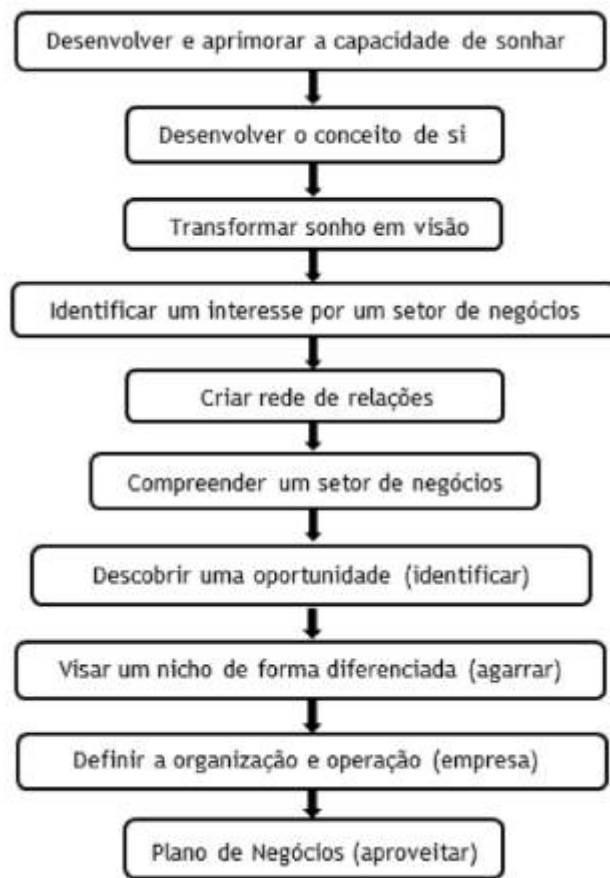 Desenvolver e aprimorar a capacidade de sonhar
Desenvolver o conceito de si
Transformar sonho em visão
Identificar um interesse por um setor de negócios
Criar rede de relações
Compreender um setor de negócios
Descobrir uma oportunidade (identificar)
Visar um nicho de forma diferenciada (agarrar)
Definir a organização e operação (empresa)
Plano de Negócios (aproveitar)